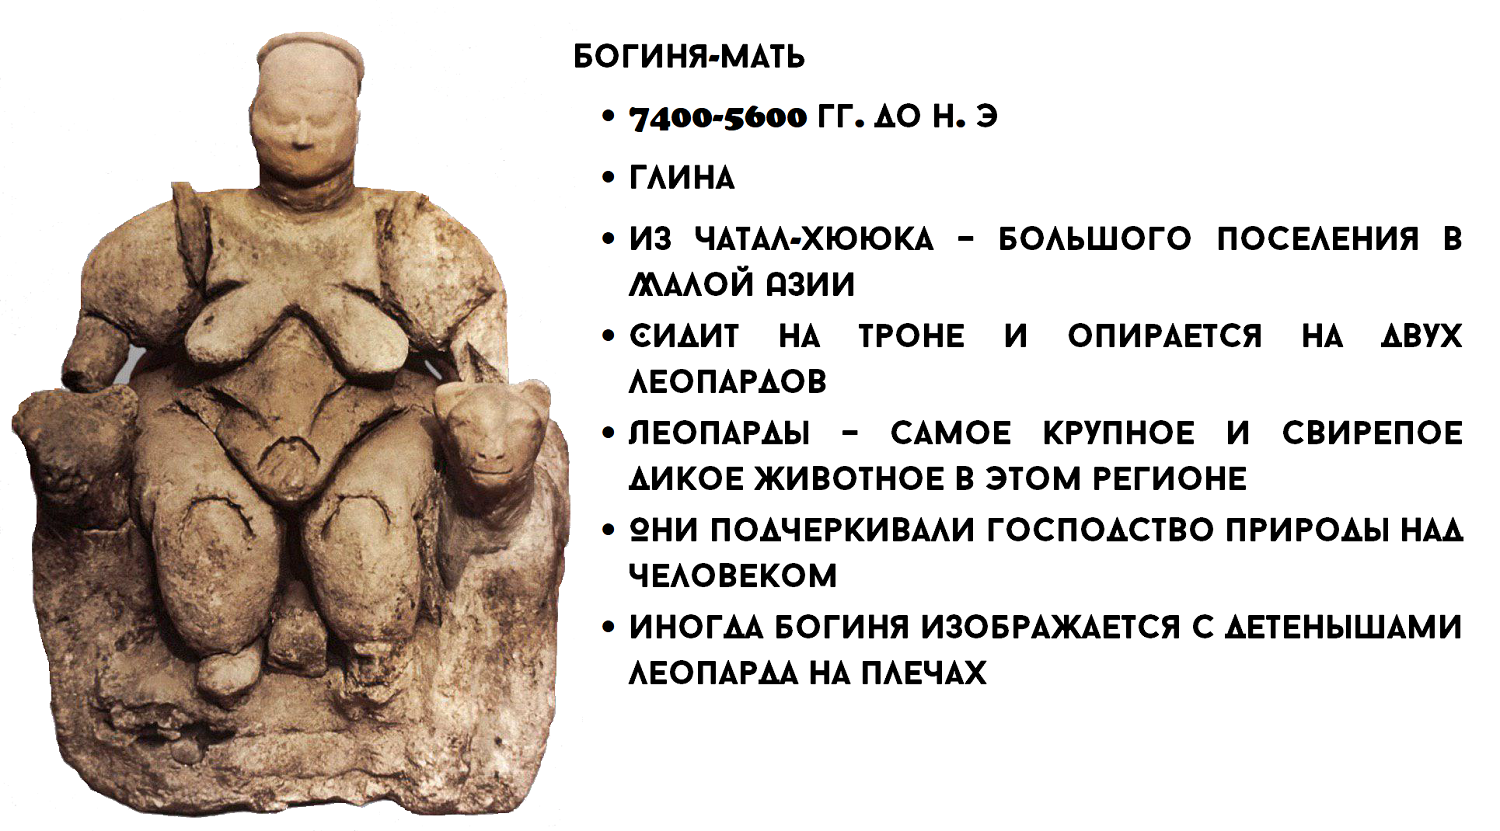 БОГИНЯ-МАТЬ
• 7400-5600 ГГ. ДО Н. Э
• ГЛИНА
• ИЗ ЧАТАЛ-ХЮЮКА – БОЛЬШОГО ПОСЕЛЕНИЯ В
МАЛОЙ АЗИИ
• СИДИТ НА ТРОНЕ И ОПИРАЕТСЯ НА ДВУХ
ЛЕОПАРДОВ
• ЛЕОПАРДЫ – САМОЕ КРУПНОЕ И СВИРЕПОЕ
ДИКОЕ ЖИВОТНОЕ В ЭТОМ РЕГИОНЕ
• ОНИ ПОДЧЕРКИВАЛИ ГОСПОДСТВО ПРИРОДЫ НАД
ЧЕЛОВЕКОМ
• ИНОГДА БОГИНЯ ИЗОБРАЖАЕТСЯ С ДЕТЕНЫШАМИ
ЛЕОПАРДА НА ПЛЕЧАХ